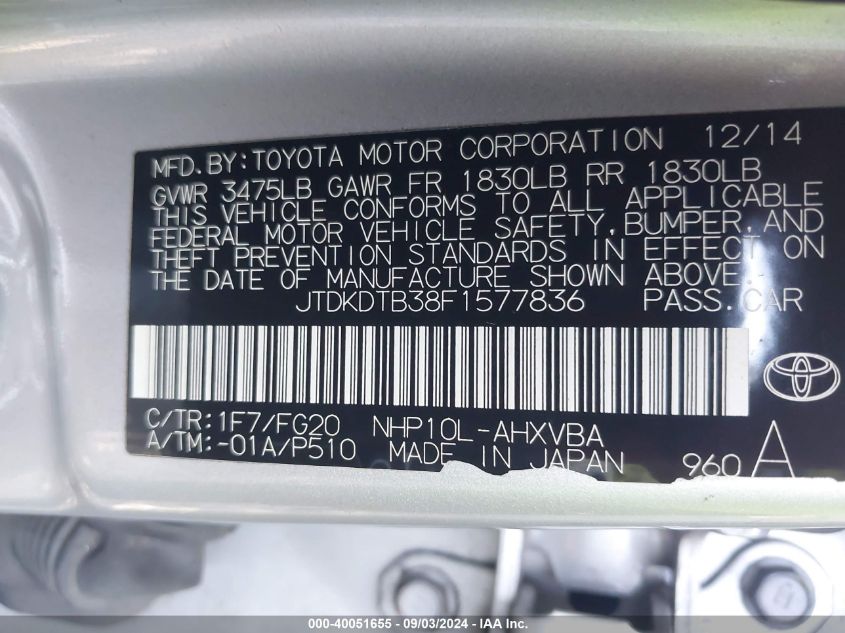 MFD.BY:TOYOTA MOTOR CORPORATION 12/14
GVWR 3475LB GAWR FR 1830LB RR 1830LB
THIS VEHICLE CONFORMS TO ALL APPLICABLE
FEDERAL MOTOR VEHICLE SAFETY,BUMPER,AND
THEFT PREVENTION STANDARDS IN EFFECT ON
THE DATE OF MANUFACTURE SHOWN ABOVE.
JTDKDTB38F1577836 PASS.CAR
C/TR:1F7/FG20 NHP10L-AHXVBA
A/TM:-01A/P510 MADE IN JAPAN 960 A
000-40051655 - 09/03/2024 - IAA Inc.